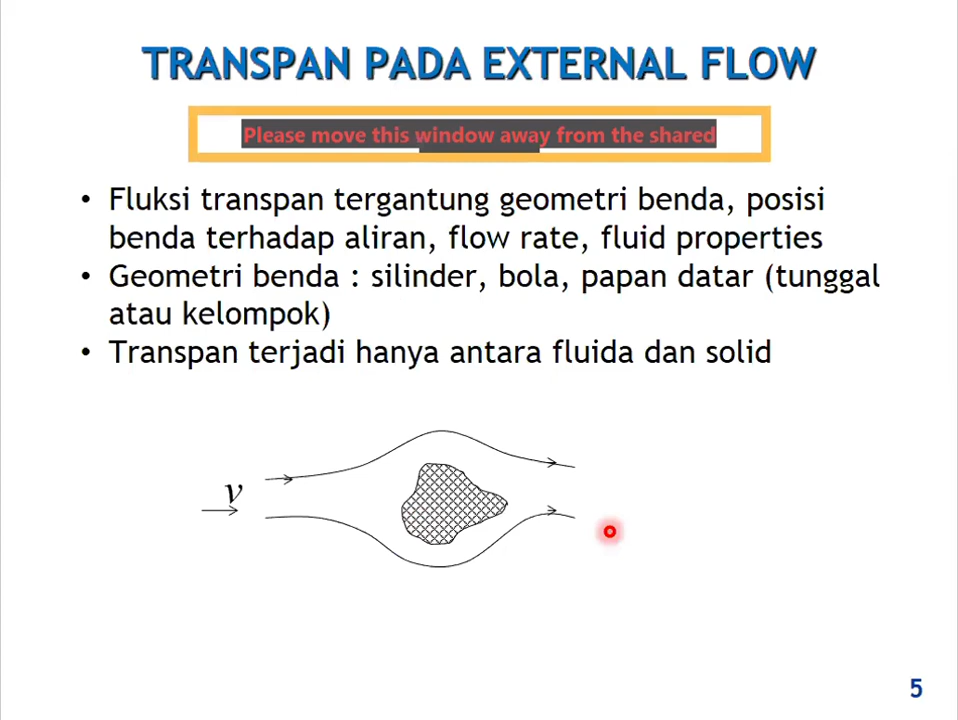 TRANSPAN PADA EXTERNAL FLOW
Please move this window away from the shared
• Fluksi transpan tergantung geometri benda, posisi
benda terhadap aliran, flow rate, fluid properties
• Geometri benda : silinder, bola, papan datar (tunggal
atau kelompok)
• Transpan terjadi hanya antara fluida dan solid
v
5